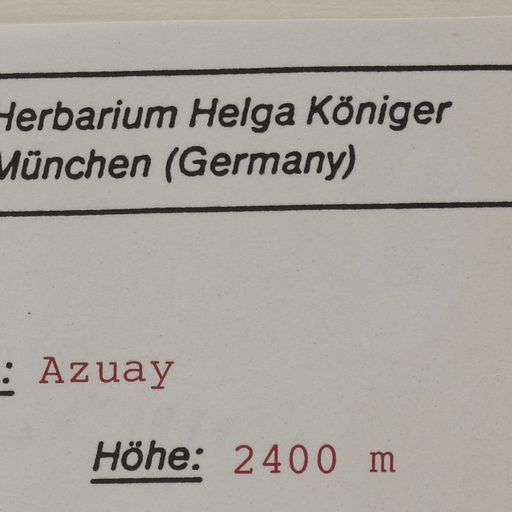 Herbarium Helga Königer
München (Germany)
: Azuay
Höhe: 2400 m